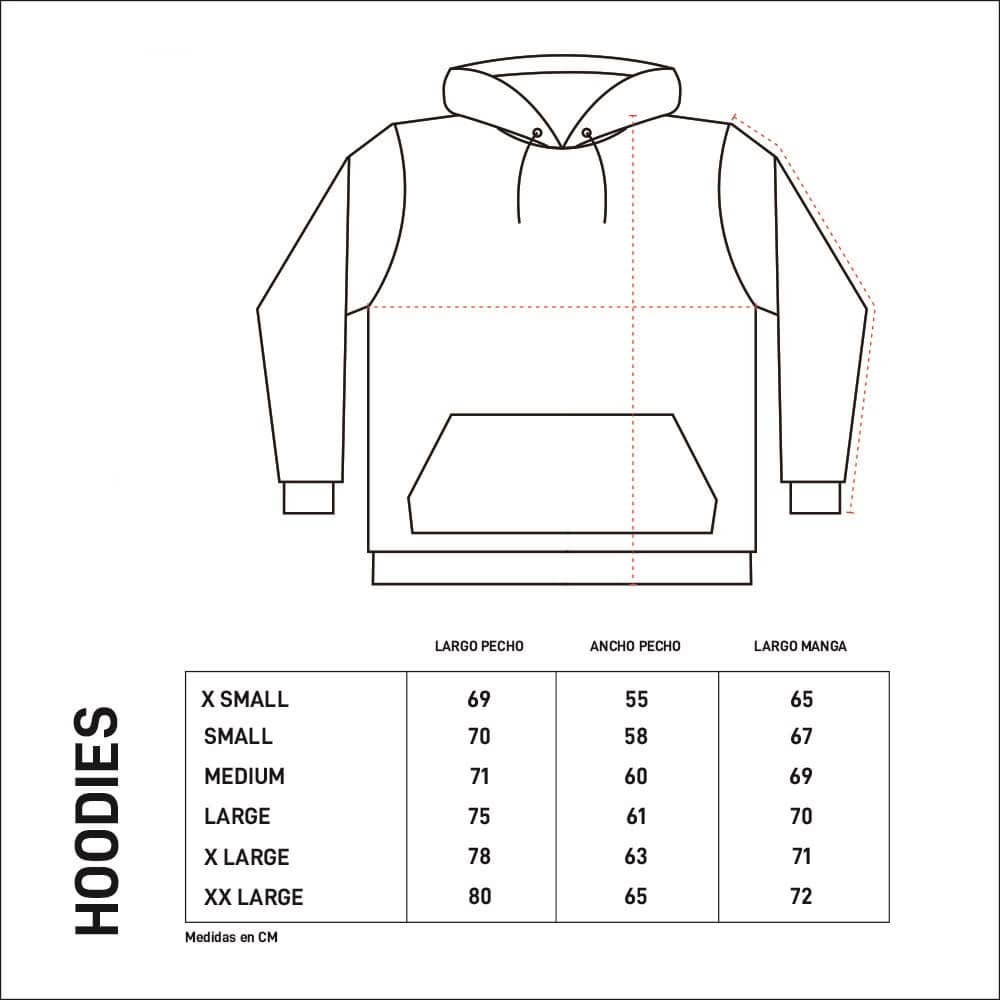 LARGO PECHO ANCHO PECHO LARGO MANGA
X SMALL 69 55 65
SMALL 70 58 67
MEDIUM 71 60 69
LARGE 75 61 70
X LARGE 78 63 71
XX LARGE 80 65 72
Medidas en CM
HOODIES